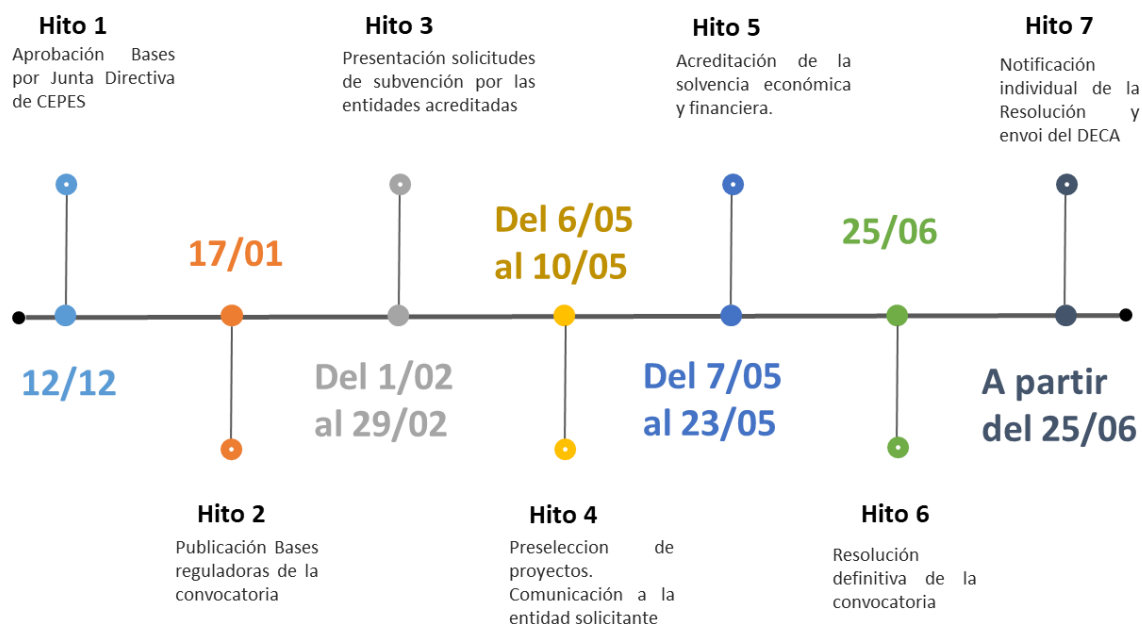 Hito 1
Aprobación Bases
por Junta Directiva
de CEPES
Hito 3
Presentación solicitudes
de subvención por las
entidades acreditadas
Hito 5
Acreditación de la
solvencia económica
y financiera.
Hito 7
Notificación
individual de la
Resolución y
envoi del DECA
17/01
Del 6/05
al 10/05
25/06
12/12
Del 1/02
al 29/02
Del 7/05
al 23/05
A partir
del 25/06
Hito 2
Publicación Bases
reguladoras de la
convocatoria
Hito 4
Preseleccion de
proyectos.
Comunicación a la
entidad solicitante
Hito 6
Resolución
definitiva de la
convocatoria